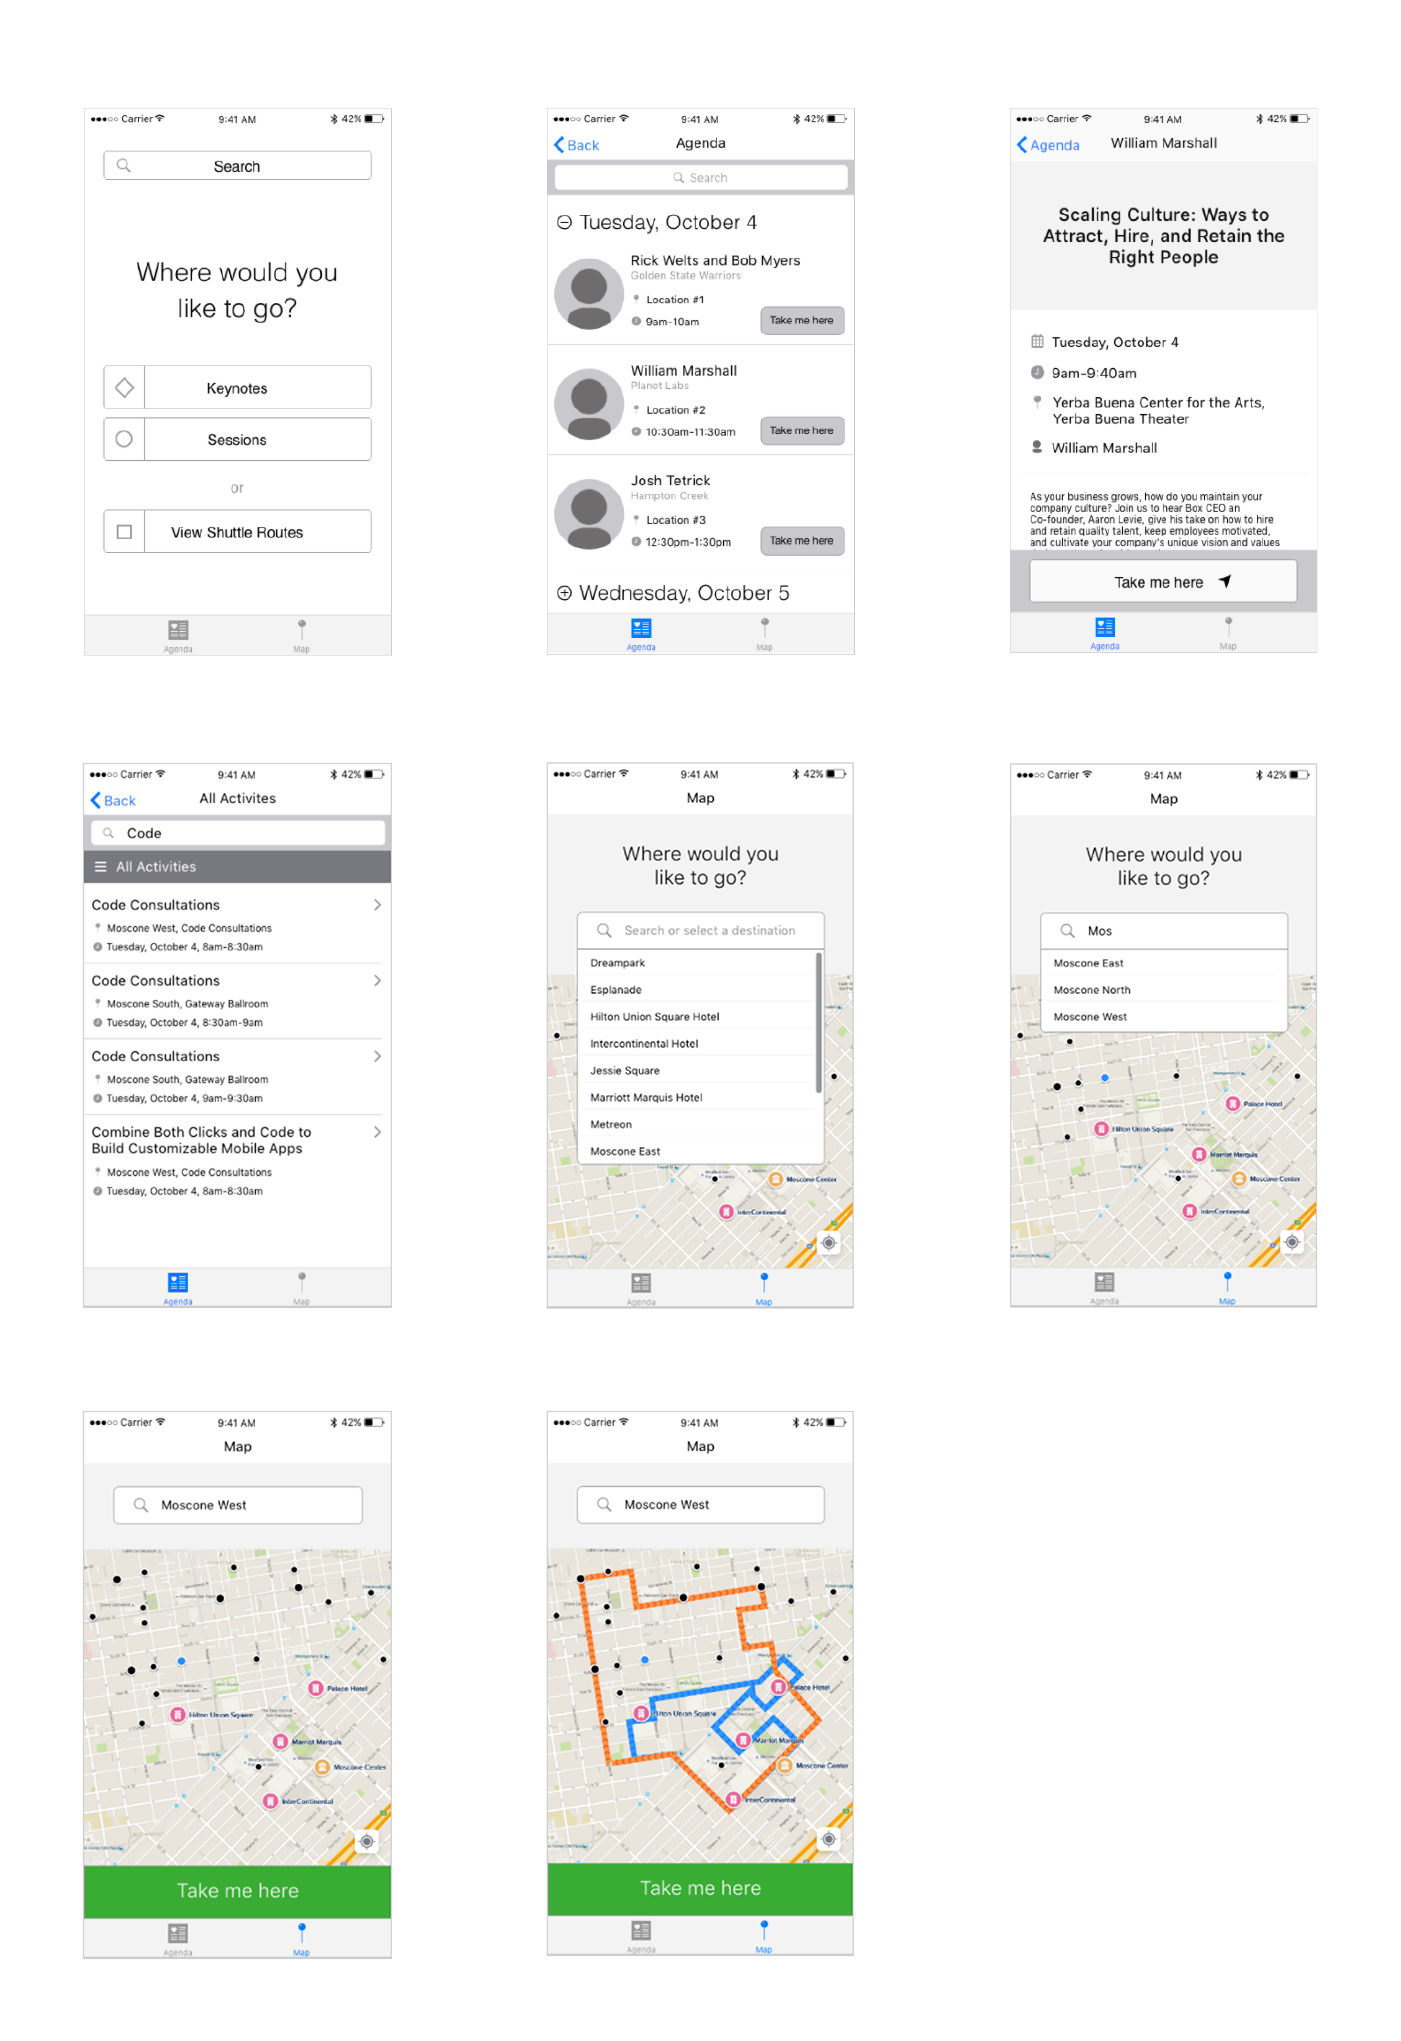 Carrier 9:41 AM 42%
Search
Where would you
like to go?
Keynotes
Sessions
or
View Shuttle Routes
Agenda Map
Carrier 9:41 AM 42%
Back Agenda
Search
Tuesday, October 4
Rick Welts and Bob Myers
Golden State Warriors
Location #1
9am-10am Take me here
William Marshall
Planet Labs
Location #2
10:30am-11:30am Take me here
Josh Tetrick
Hampton Creek
Location #3
12:30pm-1:30pm Take me here
Wednesday, October 5
Agenda Map
Carrier 9:41 AM 42%
Agenda William Marshall
Scaling Culture: Ways to
Attract, Hire, and Retain the
Right People
Tuesday, October 4
9am-9:40am
Yerba Buena Center for the Arts,
Yerba Buena Theater
William Marshall
As your business grows, how do you maintain your
company culture? Join us to hear Box CEO an
Co-founder, Aaron Levie, give his take on how to hire
and retain quality talent, keep employees motivated,
and cultivate your company's unique vision and values
Take me here
Agenda Map
Carrier 9:41 AM 42%
Back All Activites
Code
All Activities
Code Consultations
Moscone West, Code Consultations
Tuesday, October 4, 8am-8:30am
Code Consultations
Moscone South, Gateway Ballroom
Tuesday, October 4, 8:30am-9am
Code Consultations
Moscone South, Gateway Ballroom
Tuesday, October 4, 9am-9:30am
Combine Both Clicks and Code to
Build Customizable Mobile Apps
Moscone West, Code Consultations
Tuesday, October 4, 8am-8:30am
Agenda Map
Carrier 9:41 AM 42%
Map
Where would you
like to go?
Search or select a destination
Dreampark
Esplanade
Hilton Union Square Hotel
Intercontinental Hotel
Jessie Square
Marriott Marquis Hotel
Metreon
Moscone East
Moscone Center
InterContinental
Agenda Map
Carrier 9:41 AM 42%
Map
Where would you
like to go?
Mos
Moscone East
Moscone North
Moscone West
Palace Hotel
Hilton Union Square
Marriot Marquis
Moscone Center
InterContinental
Agenda Map
Carrier 9:41 AM 42%
Map
Moscone West
Palace Hotel
Hilton Union Square
Marriot Marquis
Moscone Center
InterContinental
Take me here
Agenda Map
Carrier 9:41 AM 42%
Map
Moscone West
Palace Hotel
Hilton Union Square
Marriot Marquis
Moscone Center
InterContinental
Take me here
Agenda Map